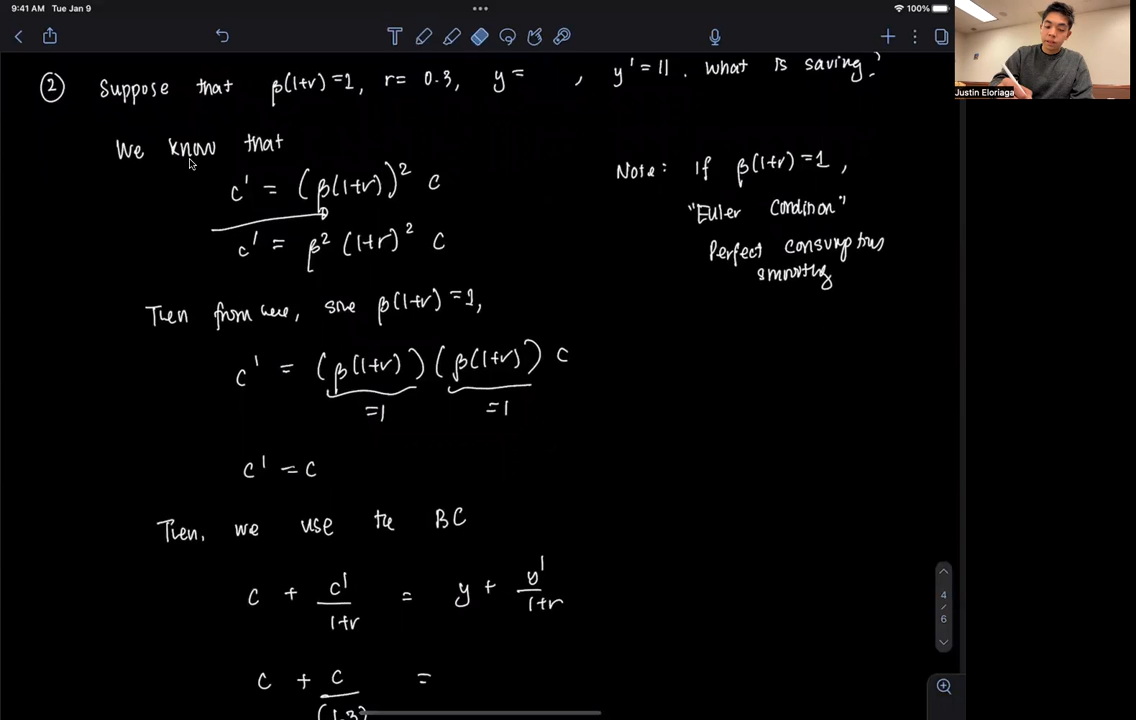 9:41 AM Tue Jan 9
100%
Justin Eloriaga
② Suppose that β(1+r)=1, r= 0.3, y= , y'=11. What is saving?
We know that
c' = (β(1+r))² c
c' = β² (1+r)² c
Note: If β(1+r)=1,
"Euler Condition"
Perfect consumption
smoothing
Then from here, since β(1+r)=1,
c' = (β(1+r))(β(1+r)) c
=1 =1
c' = c
Then, we use the BC
c + c'/1+r = y + y'/1+r
c + c/(1.3) =
4
/
6